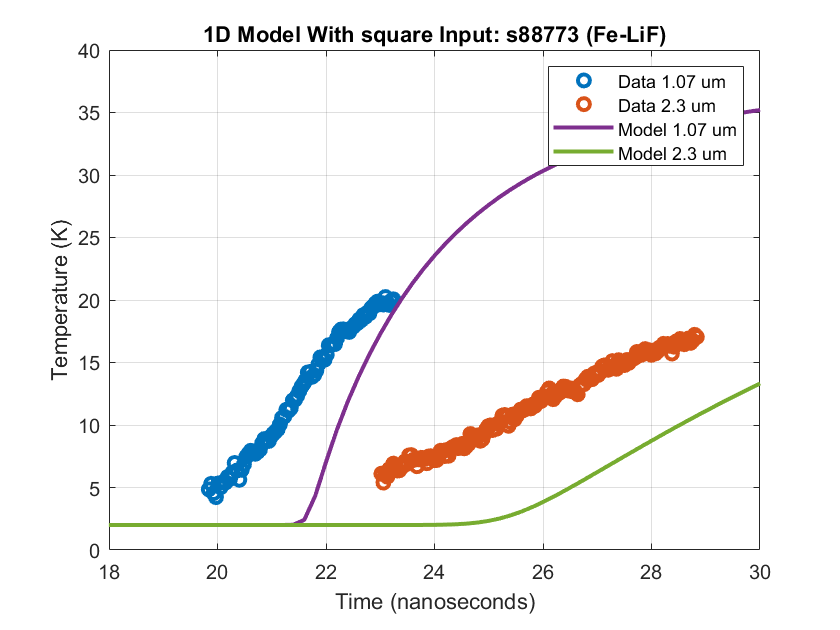 1D Model With square Input: s88773 (Fe-LiF)
40
35
30
25
20
15
10
5
0
Temperature (K)
Data 1.07 um
Data 2.3 um
Model 1.07 um
Model 2.3 um
18
20
22
24
26
28
30
Time (nanoseconds)